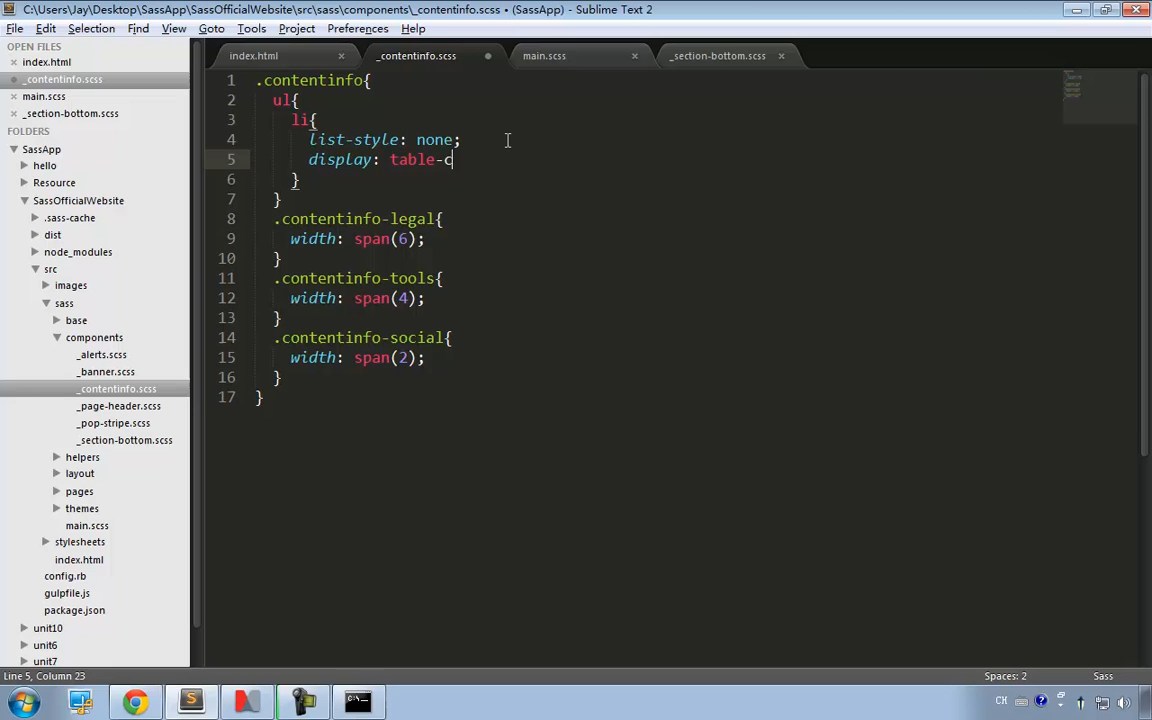 C:\Users\Jay\Desktop\SassApp\SassOfficialWebsite\src\sass\components\_contentinfo.scss • (SassApp) - Sublime Text 2
File Edit Selection Find View Goto Tools Project Preferences Help
OPEN FILES
index.html
_contentinfo.scss
main.scss
_section-bottom.scss
FOLDERS
SassApp
hello
Resource
SassOfficialWebsite
.sass-cache
dist
node_modules
src
images
sass
base
components
_alerts.scss
_banner.scss
_contentinfo.scss
_page-header.scss
_pop-stripe.scss
_section-bottom.scss
helpers
layout
pages
themes
main.scss
stylesheets
index.html
config.rb
gulpfile.js
package.json
unit10
unit6
unit7
index.html _contentinfo.scss main.scss _section-bottom.scss
1 .contentinfo{
2 ul{
3 li{
4 list-style: none;
5 display: table-c
6 }
7 }
8 .contentinfo-legal{
9 width: span(6);
10 }
11 .contentinfo-tools{
12 width: span(4);
13 }
14 .contentinfo-social{
15 width: span(2);
16 }
17 }
Line 5, Column 23 Spaces: 2 Sass
CH